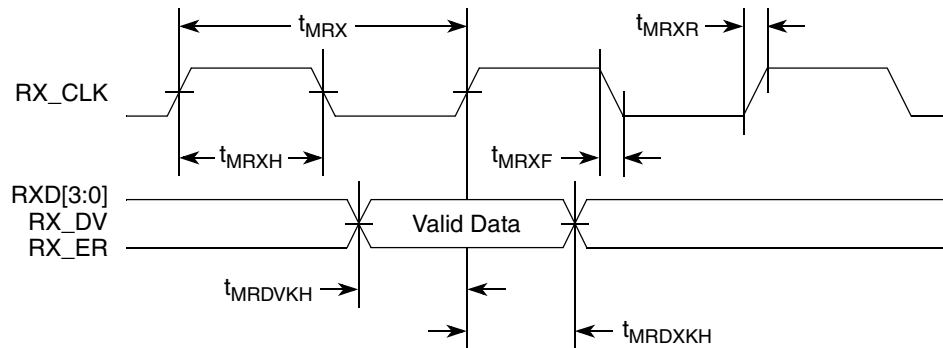 tMRX
tMRXR
RX_CLK
tMRXH
tMRXF
RXD[3:0]
RX_DV
Valid Data
RX_ER
tMRDVKH
tMRDXKH